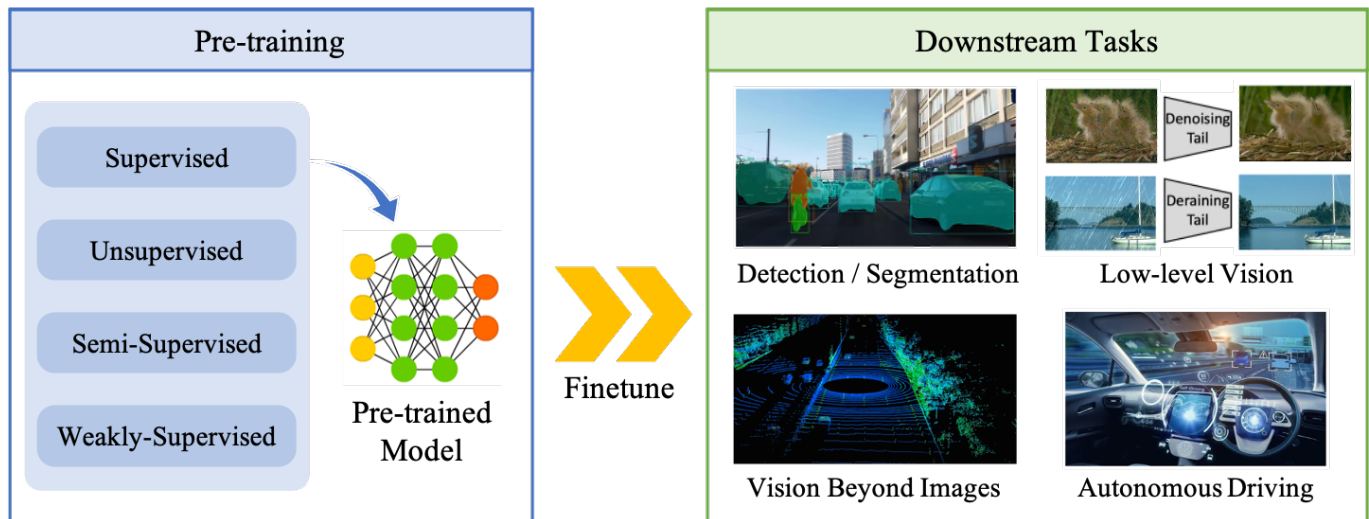 Pre-training
Supervised
Unsupervised
Semi-Supervised
Weakly-Supervised
Pre-trained
Model
Finetune
Downstream Tasks
Detection / Segmentation
Denoising
Tail
Deraining
Tail
Low-level Vision
Vision Beyond Images
Autonomous Driving